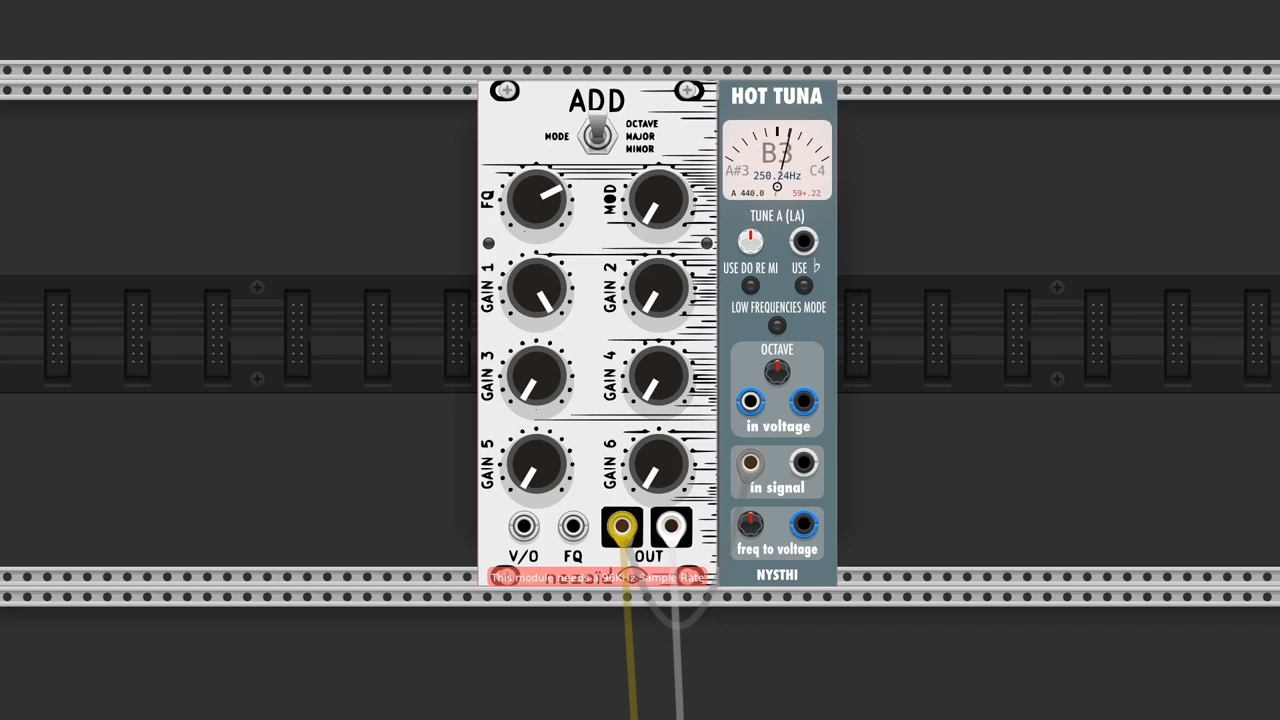 ADD
MODE
OCTAVE
MAJOR
MINOR
FQ
MOD
GAIN 1
GAIN 2
GAIN 3
GAIN 4
GAIN 5
GAIN 6
V/O
FQ
OUT
This module needs a 96KHz Sample Rate
HOT TUNA
B3
A#3
C4
250.24Hz
A 440.0
59+.22
TUNE A (LA)
USE DO RE MI
USE ♭
LOW FREQUENCIES MODE
OCTAVE
in voltage
in signal
freq to voltage
NYSTHI